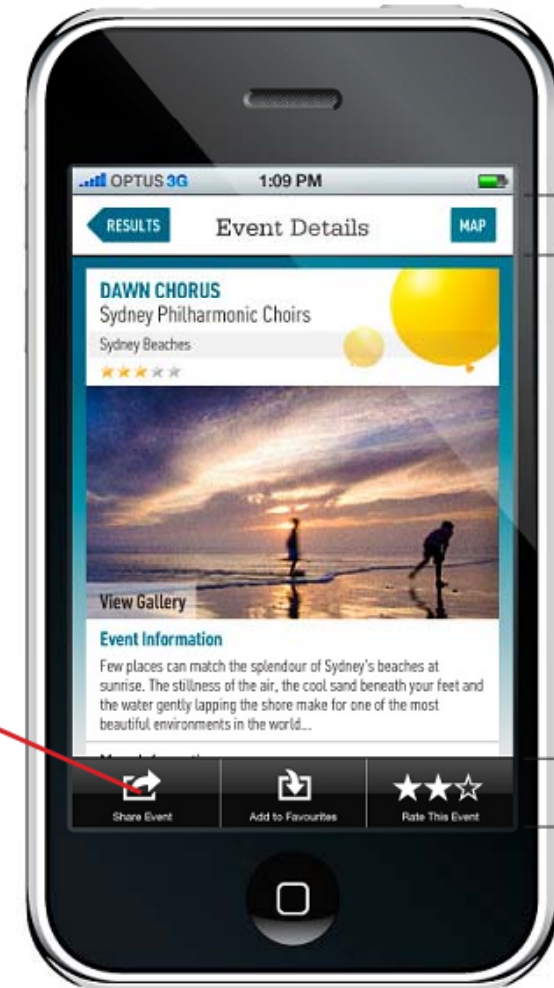 OPTUS 3G 1:09 PM
RESULTS Event Details MAP
DAWN CHORUS
Sydney Philharmonic Choirs
Sydney Beaches
View Gallery
Event Information
Few places can match the splendour of Sydney's beaches at
sunrise. The stillness of the air, the cool sand beneath your feet and
the water gently lapping the shore make for one of the most
beautiful environments in the world...
Share Event Add to Favourites Rate This Event